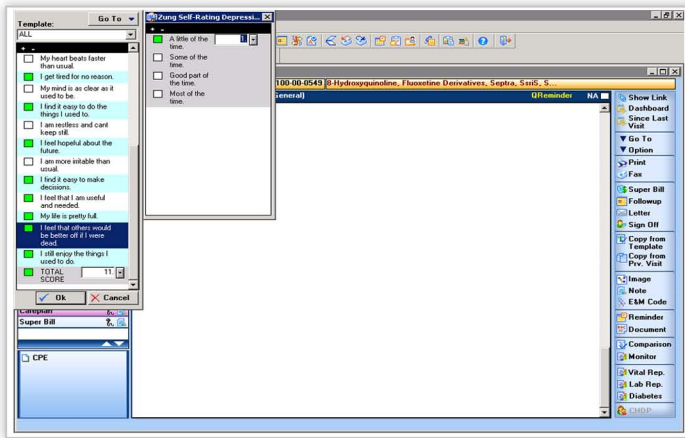 Template:
Go To
ALL
+ -
My heart beats faster
than usual.
I get tired for no reason.
My mind is as clear as it
used to be.
I find it easy to do the
things I used to.
I am restless and cant
keep still.
I feel hopeful about the
future.
I am more irritable than
usual.
I find it easy to make
decisions.
I feel that I am useful
and needed.
My life is pretty full.
I feel that others would
be better off if I were
dead.
I still enjoy the things I
used to do.
TOTAL
SCORE
11.
Ok
Cancel
Zung Self-Rating Depressi...
+ -
A little of the
time.
1.
Some of the
time.
Good part of
the time.
Most of the
time.
100-00-0549
8-Hydroxyquinoline, Fluoxetine Derivatives, Septra, SsriS, S...
General)
QReminder
NA
Careplan
Super Bill
CPE
Show Link
Dashboard
Since Last
Visit
Go To
Option
Print
Fax
Super Bill
Followup
Letter
Sign Off
Copy from
Template
Copy from
Prv. Visit
Image
Note
E&M Code
Reminder
Document
Comparison
Monitor
Vital Rep.
Lab Rep.
Diabetes
CHDP